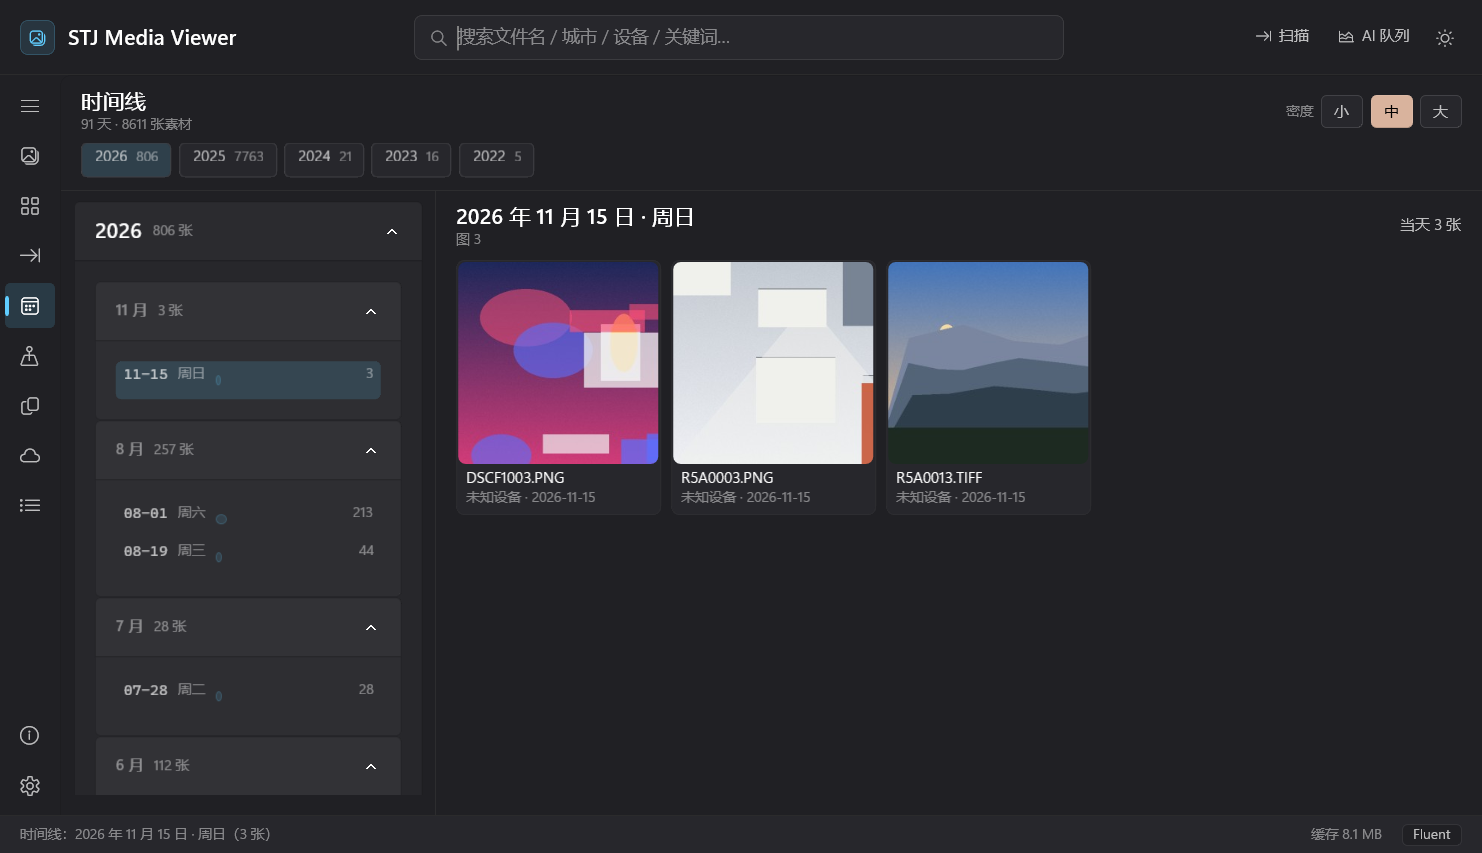 STJ Media Viewer
搜索文件名 / 城市 / 设备 / 关键词...
扫描
AI 队列
时间线
91 天 · 8611 张素材
密度 小 中 大
2026 806 2025 7763 2024 21 2023 16 2022 5
2026 806 张
11 月 3 张
11-15 周日 3
8 月 257 张
08-01 周六 213
08-19 周三 44
7 月 28 张
07-28 周二 28
6 月 112 张
2026 年 11 月 15 日 · 周日
图 3
当天 3 张
DSCF1003.PNG
未知设备 · 2026-11-15
R5A0003.PNG
未知设备 · 2026-11-15
R5A0013.TIFF
未知设备 · 2026-11-15
时间线: 2026 年 11 月 15 日 · 周日（3 张）
缓存 8.1 MB
Fluent